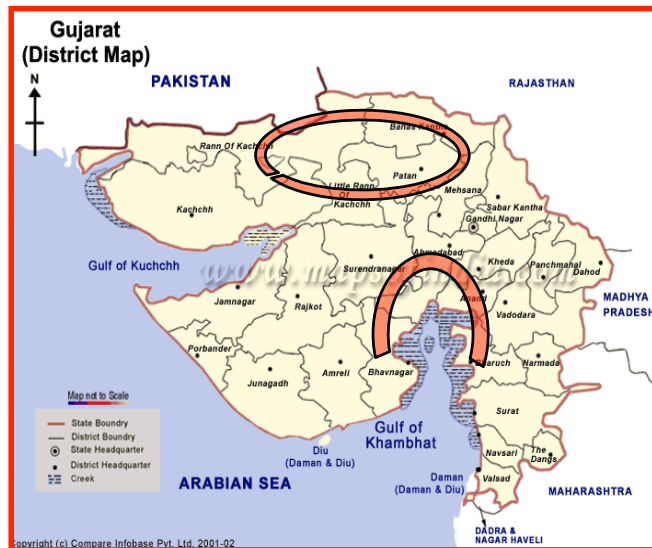 Gujarat
(District Map)
N
PAKISTAN
RAJASTHAN
Banas Kantha
Rann Of Kachchh
Patan
Mehsana
Little Rann
Of
Kachchh
Sabar Kantha
Gandhi Nagar
Kachchh
Ahmadabad
Gulf of Kuchchh
www.mapsofindia.com
Surendranagar
Kheda
Panchmahal
Dahod
Anand
Jamnagar
Rajkot
Vadodara
MADHYA
PRADESH
Porbander
Junagadh
Amreli
Bhavnagar
Bharuch
Narmada
Map not to Scale
State Boundry
District Boundry
State Headquarter
District Headquarter
Creek
Gulf of
Khambhat
Surat
Diu
(Daman & Diu)
Navsari
The
Dangs
Daman
(Daman & Diu)
Valsad
ARABIAN SEA
MAHARASHTRA
DADRA &
NAGAR HAVELI
Copyright (c) Compare Infobase Pvt. Ltd. 2001-02